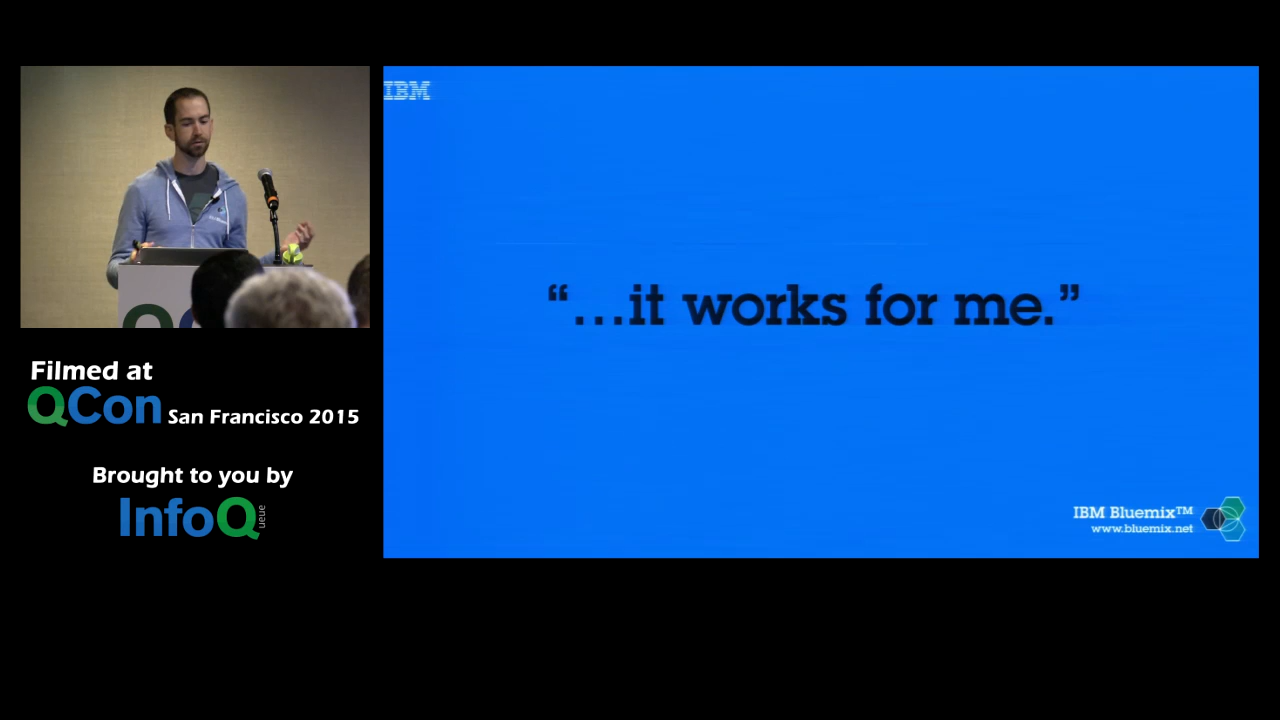 IBM
“...it works for me.”
IBM Bluemix™
www.bluemix.net
Filmed at
QCon San Francisco 2015
Brought to you by
InfoQ
ueue